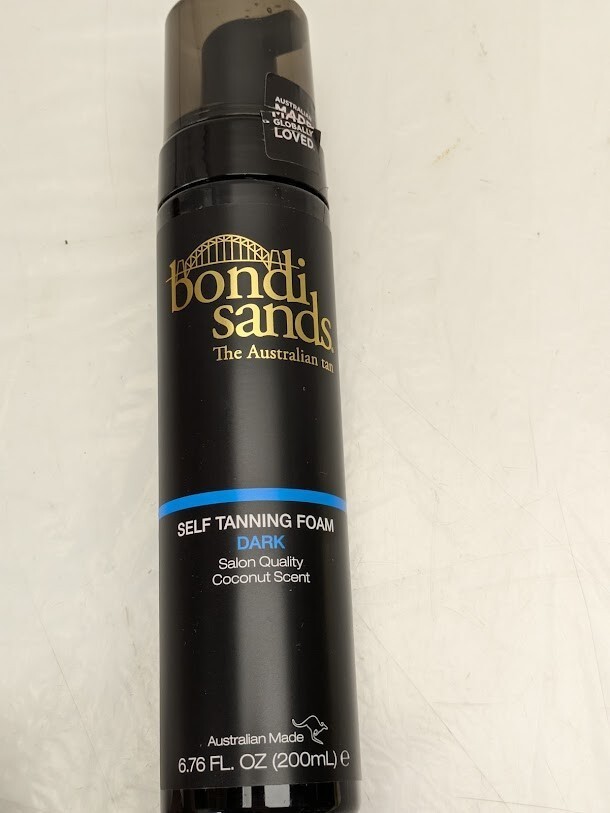 AUSTRALIAN
MADE
GLOBALLY
LOVED
bondi
sands.
The Australian tan
SELF TANNING FOAM
DARK
Salon Quality
Coconut Scent
Australian Made
6.76 FL. OZ (200mL) ℮